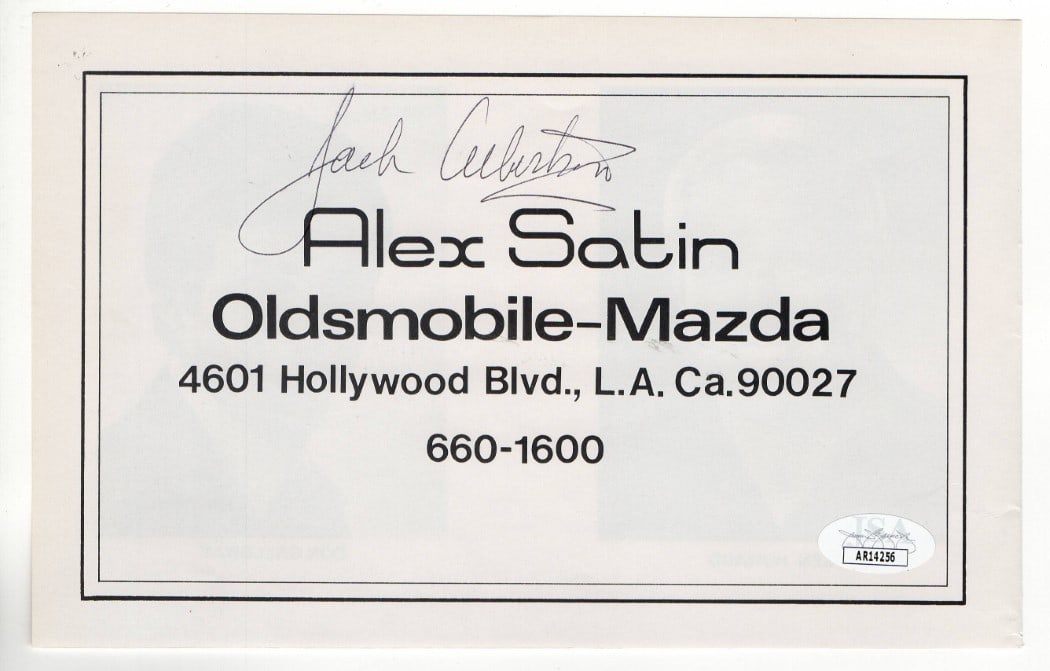 Jack Culbertson
Alex Satin
Oldsmobile-Mazda
4601 Hollywood Blvd., L.A. Ca.90027
660-1600
JSA
AR14256